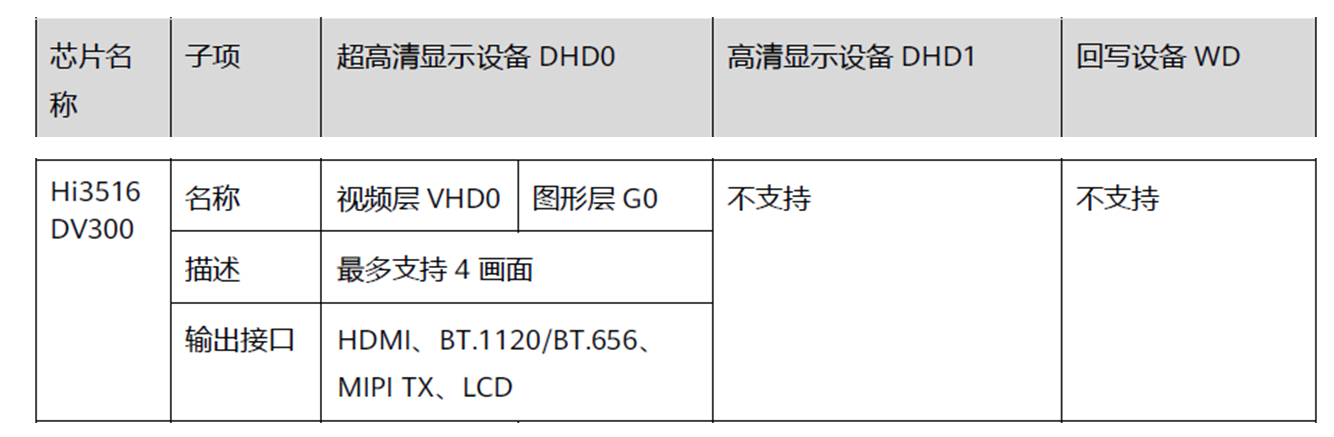 芯片名称
子项
超高清显示设备 DHD0
高清显示设备 DHD1
回写设备 WD
Hi3516
DV300
名称
视频层 VHD0
图形层 G0
不支持
不支持
描述
最多支持 4 画面
输出接口
HDMI、BT.1120/BT.656、
MIPI TX、LCD